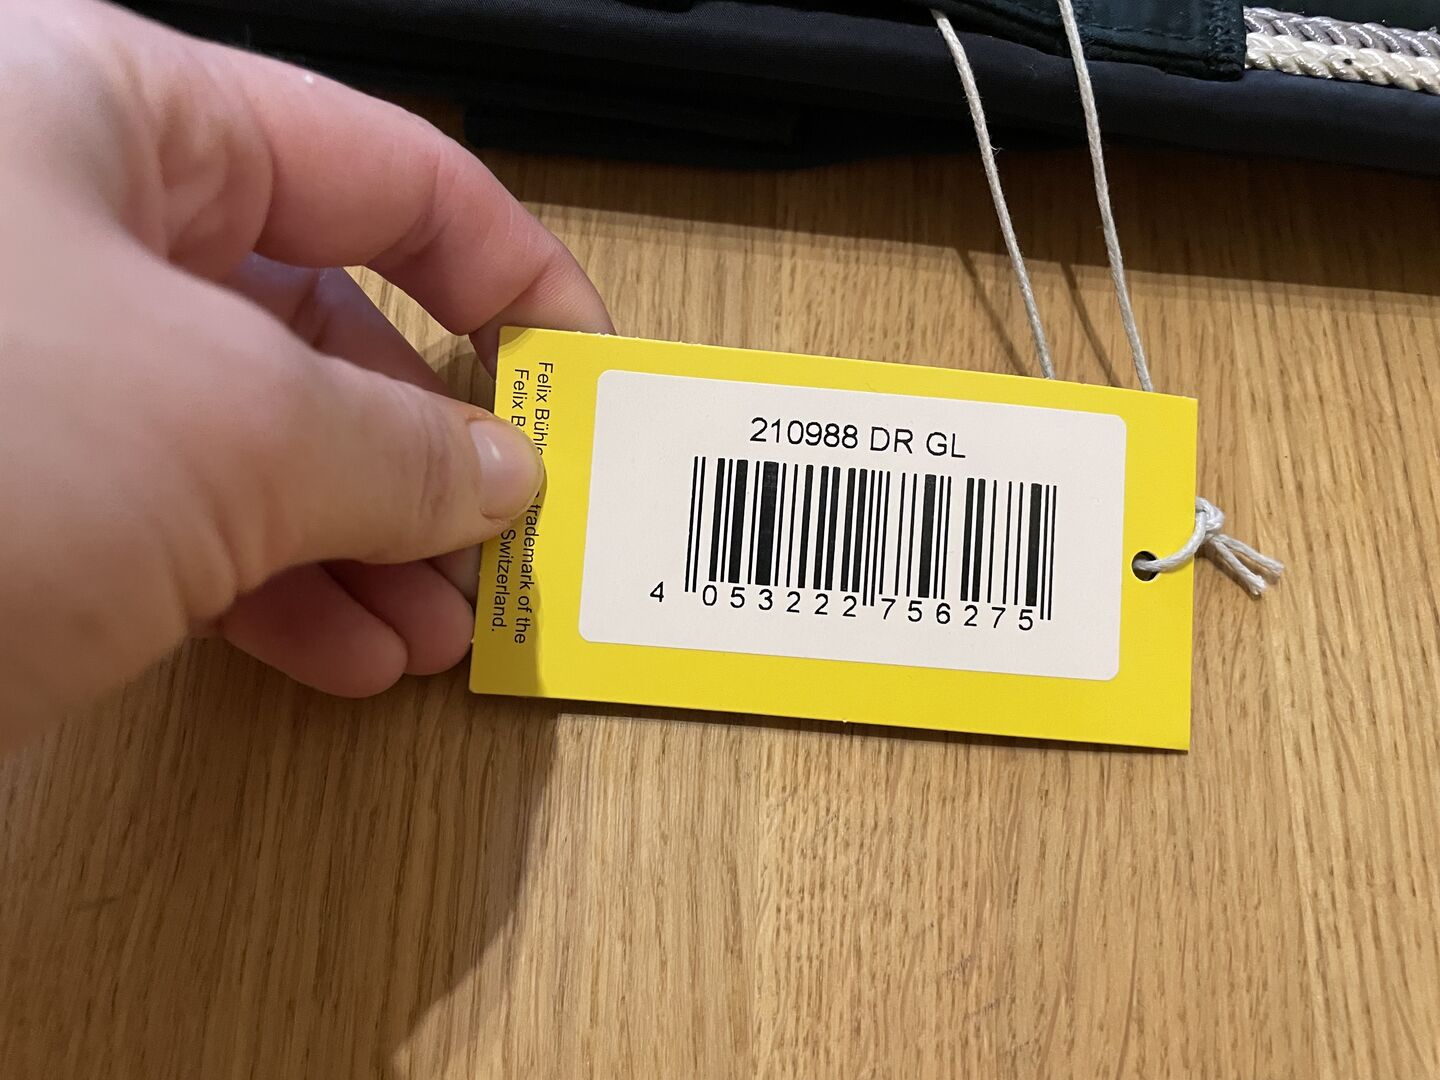 210988 DR GL
4 053222 756275
Felix trademark of the
Felix Switzerland.